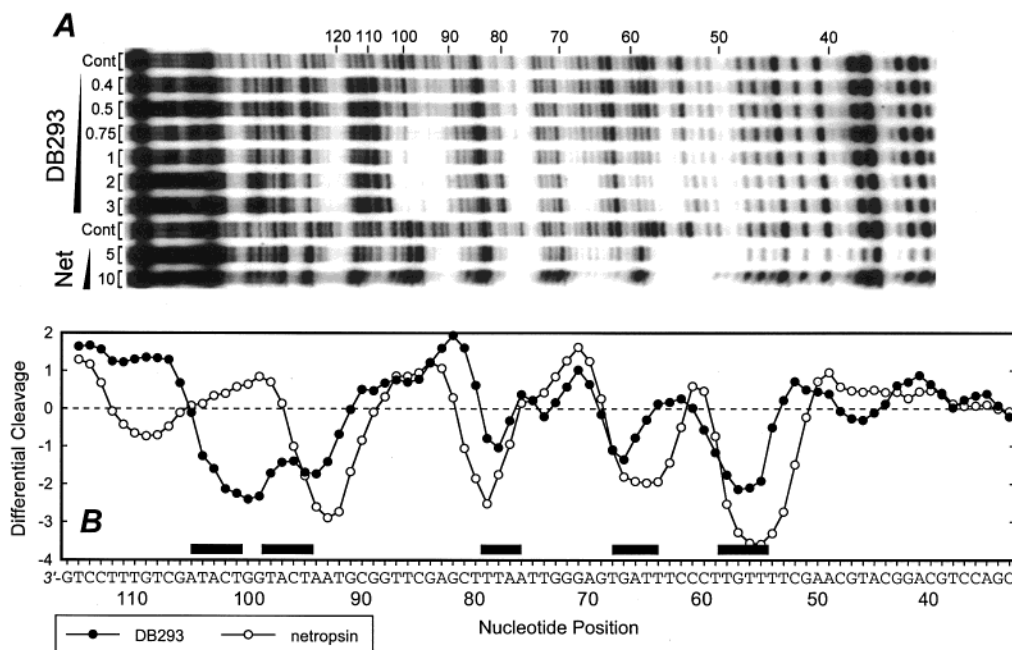 A
120 110 100 90 80 70 60 50 40
Cont
0.4
0.5
0.75
1
2
3
DB293
Cont
5
10
Net
2
1
0
-1
-2
-3
-4
Differential Cleavage
B
3'-GTCCTTTGTCGATACTGGTACTAATGCGGTTCGAGCTTTAATTGGGAGTGATTTCCCTTGTTTTCGAACGTACGGACGTCCAGC
110 100 90 80 70 60 50 40
Nucleotide Position
DB293 netropsin